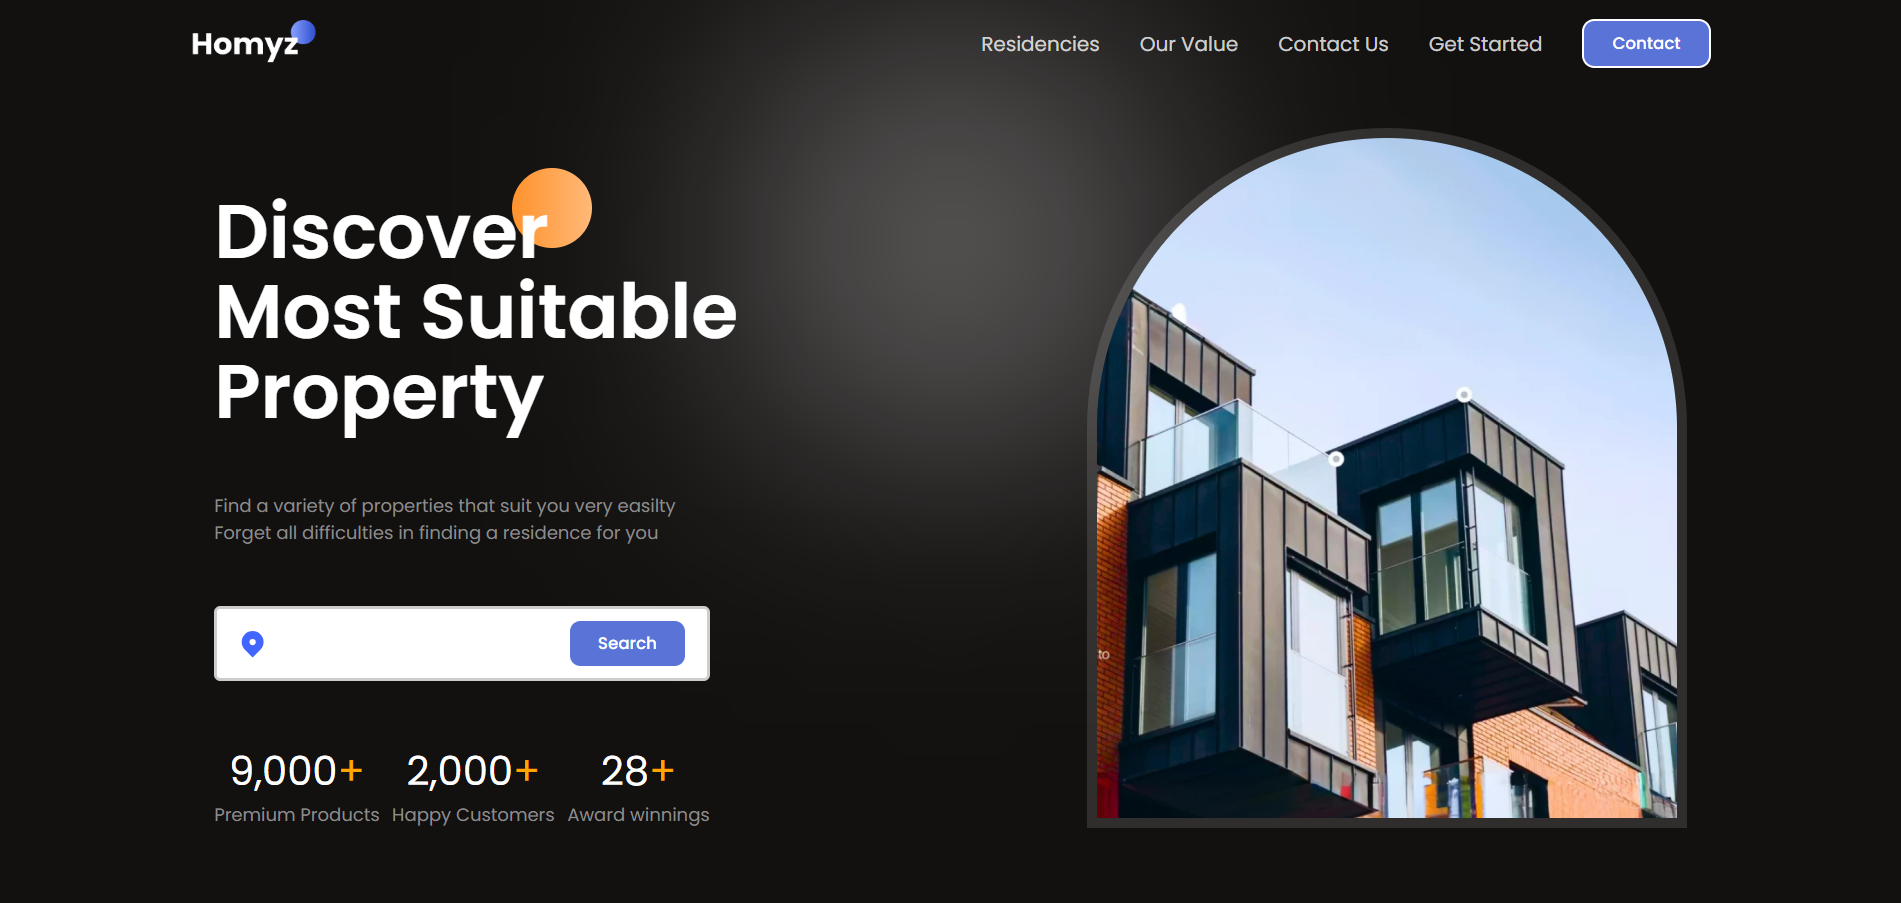 Homyz
Residencies Our Value Contact Us Get Started Contact
Discover
Most Suitable
Property
Find a variety of properties that suit you very easilty
Forget all difficulties in finding a residence for you
Search
9,000+ 2,000+ 28+
Premium Products Happy Customers Award winnings
to